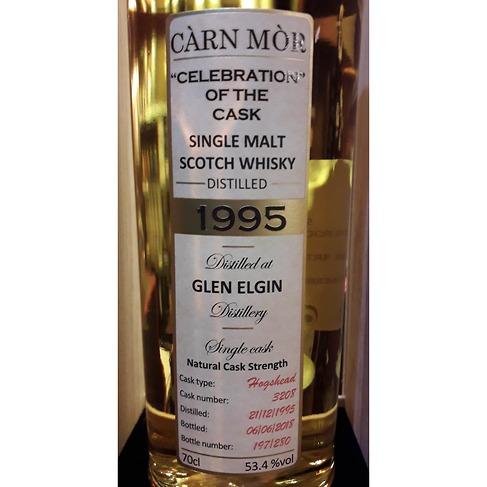 CÀRN MÒR
"CELEBRATION"
OF THE
CASK
SINGLE MALT
SCOTCH WHISKY
DISTILLED
1995
Distilled at
GLEN ELGIN
Distillery
Single cask
Natural Cask Strength
Cask type: Hogshead
Cask number: 3208
Distilled: 21/12/1995
Bottled: 06/06/2018
Bottle number: 197/280
70cl 53.4 %vol